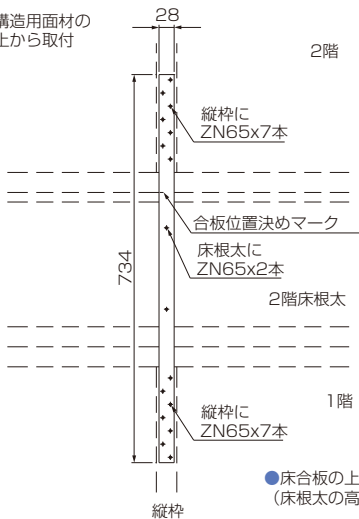 構造用面材の
上から取付
28
2階
縦枠に
ZN65x7本
合板位置決めマーク
床根太に
ZN65x2本
734
2階床根太
1階
縦枠に
ZN65x7本
●床合板の上
（床根太の高
縦枠